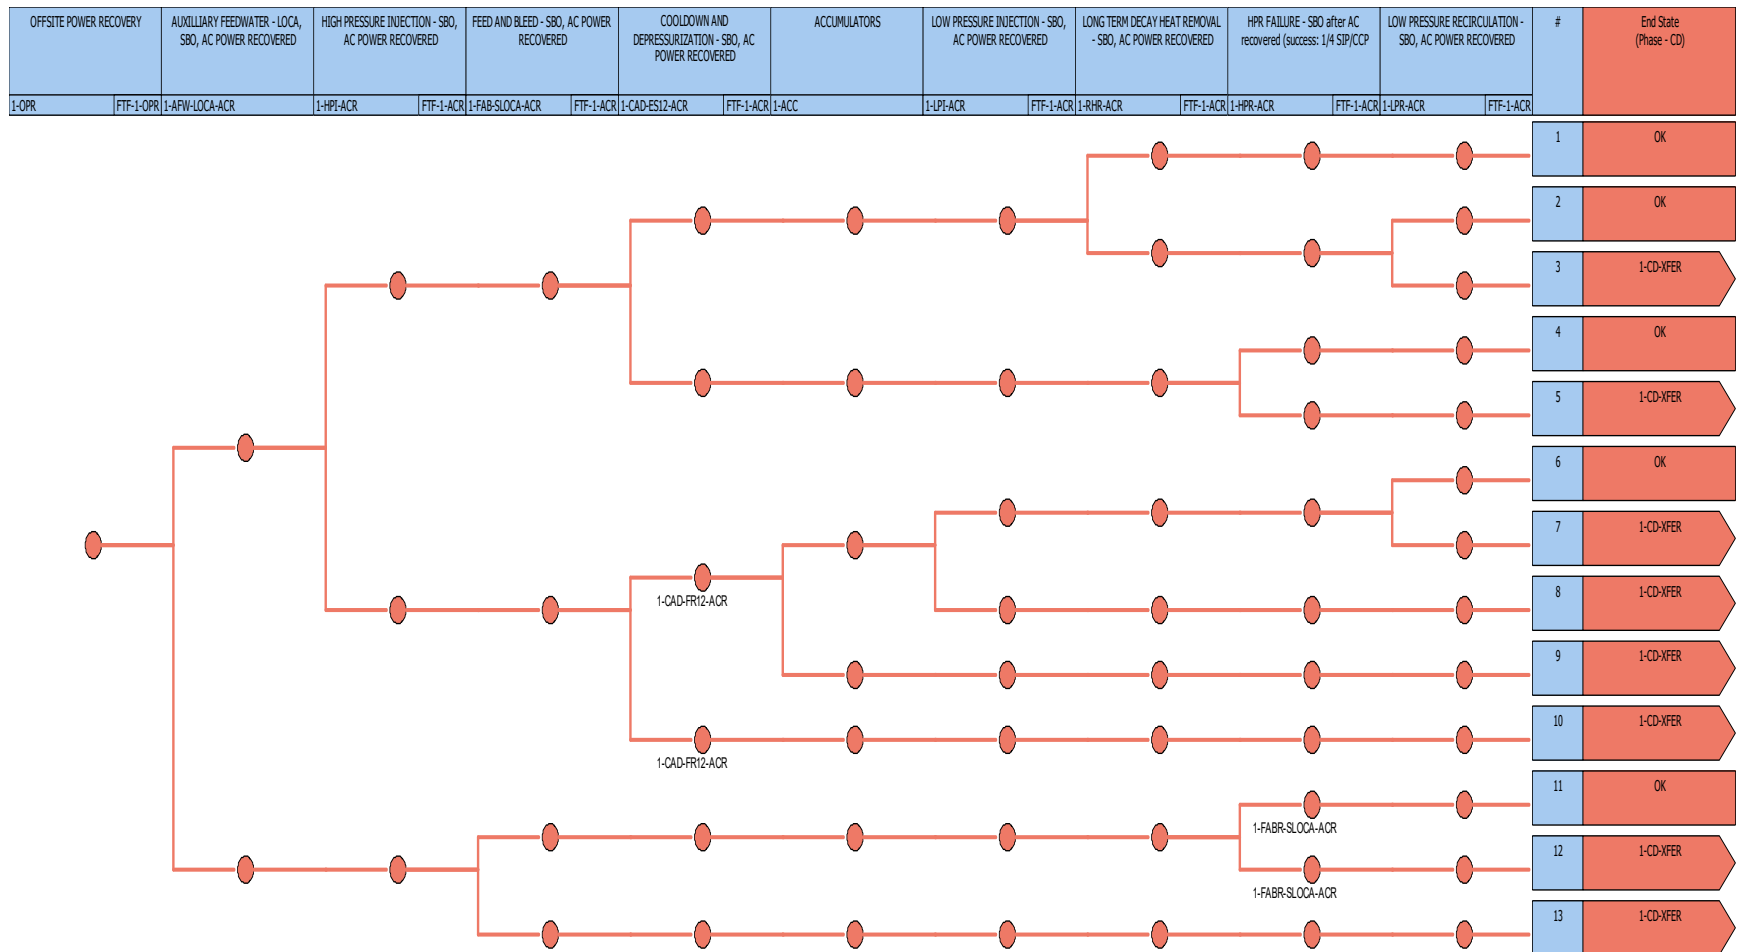 OFFSITE POWER RECOVERY
AUXILLIARY FEEDWATER - LOCA,
SBO, AC POWER RECOVERED
HIGH PRESSURE INJECTION - SBO,
AC POWER RECOVERED
FEED AND BLEED - SBO, AC POWER
RECOVERED
COOLDOWN AND
DEPRESSURIZATION - SBO, AC
POWER RECOVERED
ACCUMULATORS
LOW PRESSURE INJECTION - SBO,
AC POWER RECOVERED
LONG TERM DECAY HEAT REMOVAL
- SBO, AC POWER RECOVERED
HPR FAILURE - SBO after AC
recovered (success: 1/4 SIP/CCP
LOW PRESSURE RECIRCULATION -
SBO, AC POWER RECOVERED
#
End State
(Phase - CD)
1-OPR
FTF-1-OPR
1-AFW-LOCA-ACR
1-HPI-ACR
FTF-1-ACR
1-FAB-SLOCA-ACR
FTF-1-ACR
1-CAD-ES12-ACR
FTF-1-ACR
1-ACC
1-LPI-ACR
FTF-1-ACR
1-RHR-ACR
FTF-1-ACR
1-HPR-ACR
FTF-1-ACR
1-LPR-ACR
FTF-1-ACR
1
OK
2
OK
3
1-CD-XFER
4
OK
5
1-CD-XFER
6
OK
7
1-CD-XFER
1-CAD-FR12-ACR
8
1-CD-XFER
9
1-CD-XFER
10
1-CD-XFER
1-CAD-FR12-ACR
11
OK
1-FABR-SLOCA-ACR
12
1-CD-XFER
1-FABR-SLOCA-ACR
13
1-CD-XFER